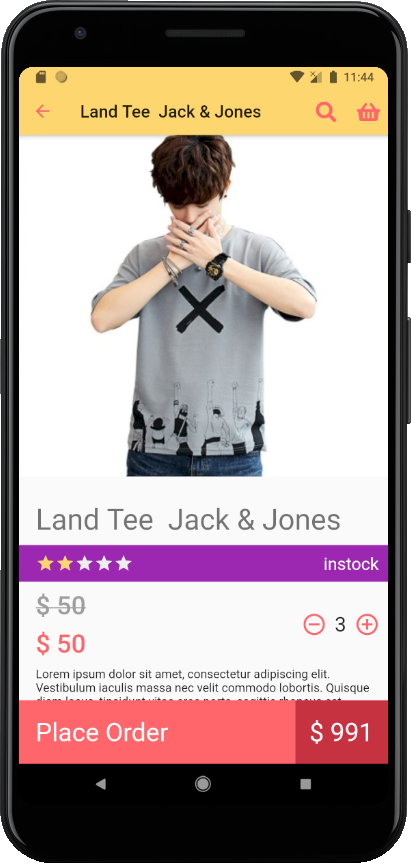 11:44
Land Tee Jack & Jones
Land Tee Jack & Jones
instock
$ 50
3
$ 50
Lorem ipsum dolor sit amet, consectetur adipiscing elit.
Vestibulum iaculis massa nec velit commodo lobortis. Quisque
Place Order
$ 991